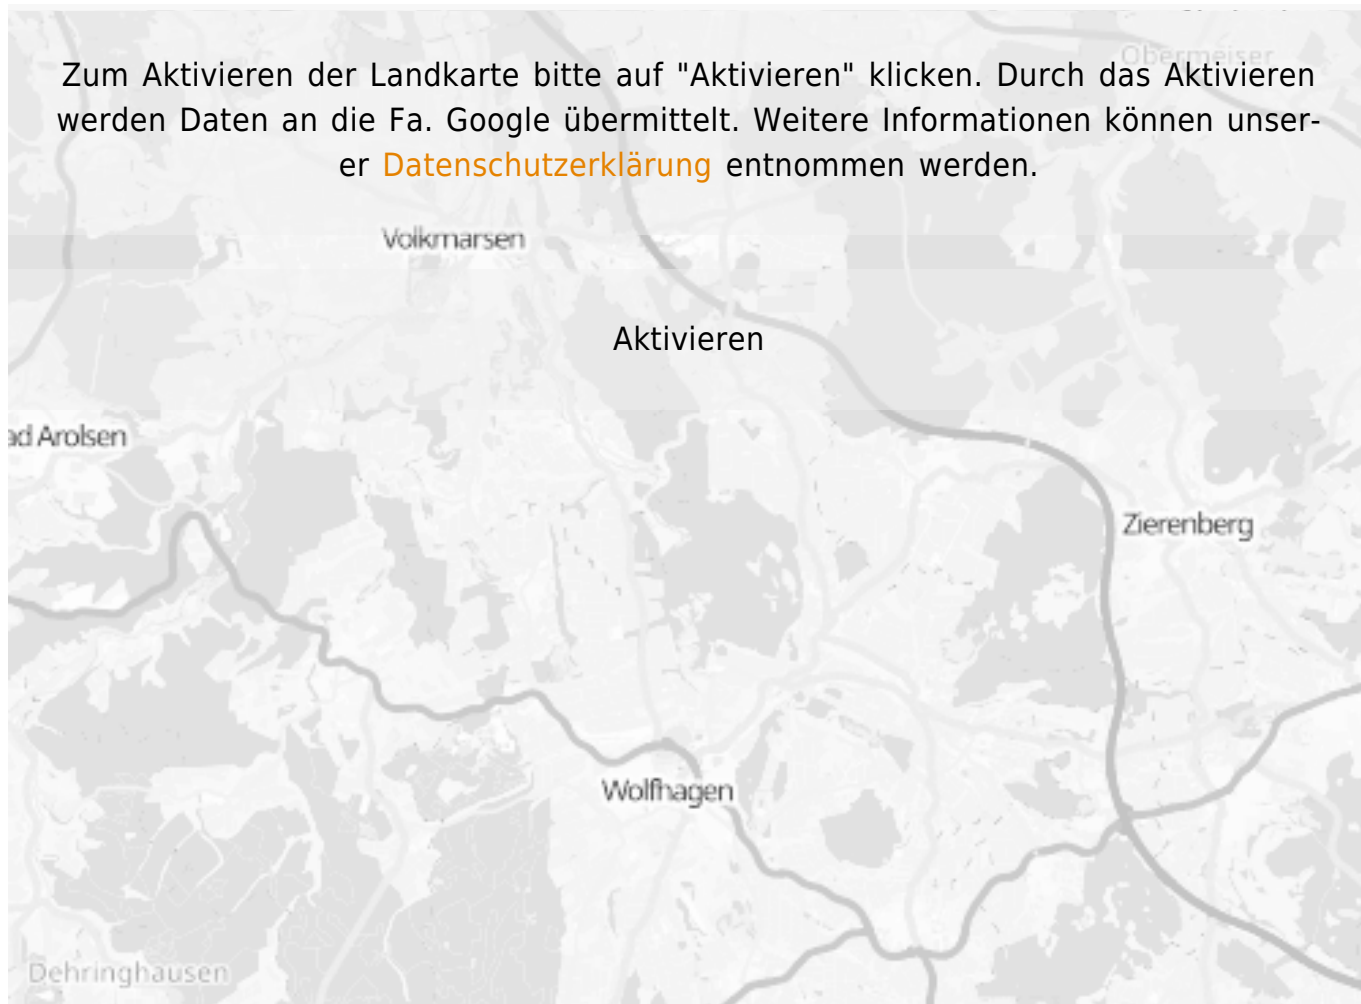 Obermeiser
Zum Aktivieren der Landkarte bitte auf "Aktivieren" klicken. Durch das Aktivieren
werden Daten an die Fa. Google übermittelt. Weitere Informationen können unser-
er Datenschutzerklärung entnommen werden.
Volkmarsen
Aktivieren
ad Arolsen
Zierenberg
Wolfhagen
Dehringhausen